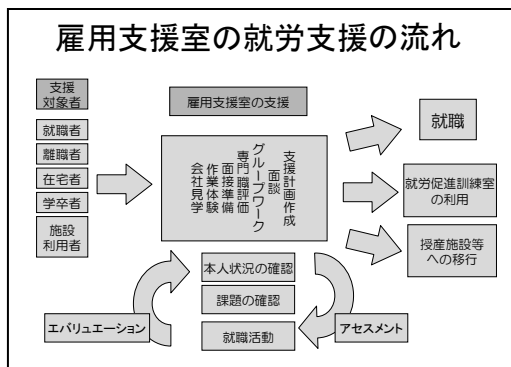 雇用支援室の就労支援の流れ
支援
対象者
就職者
離職者
在宅者
学卒者
施設
利用者
雇用支援室の支援
支援計画作成
面談
グループワーク
専門職評価
面接準備
作業体験
会社見学
就職
就労促進訓練室
の利用
授産施設等
への移行
本人状況の確認
課題の確認
就職活動
エバリュエーション
アセスメント